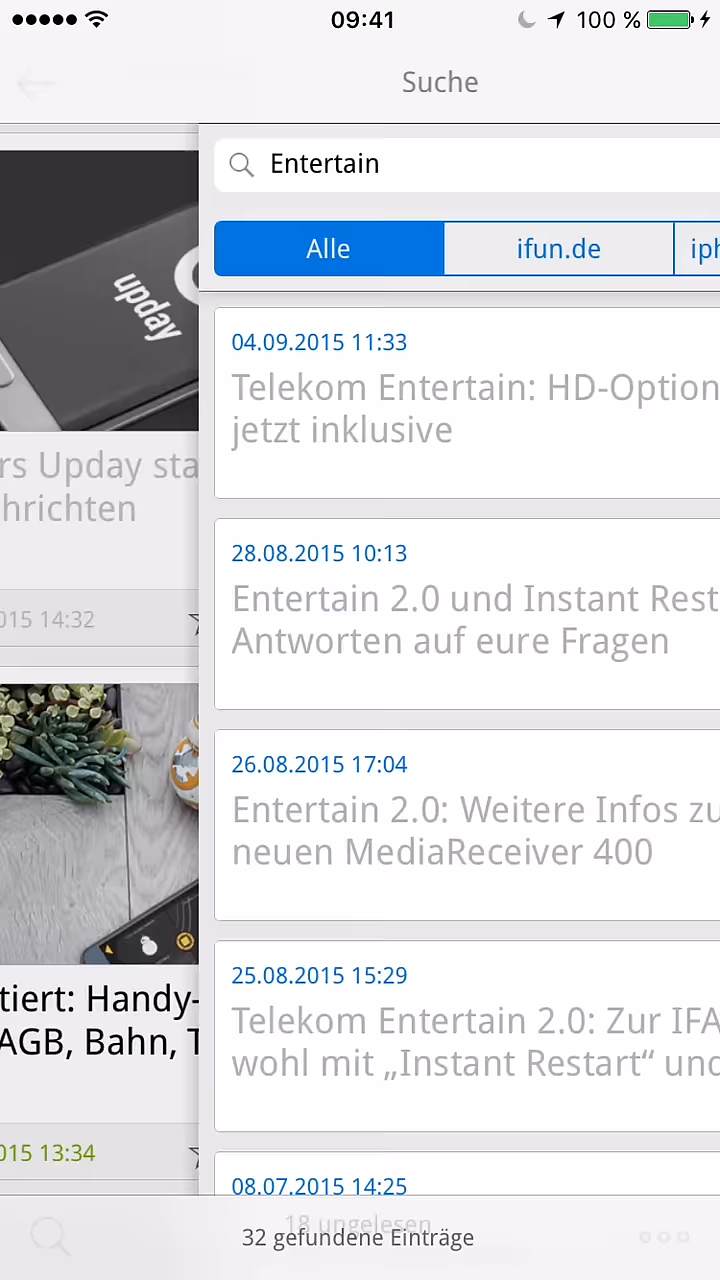 09:41
100 %
Suche
Entertain
Alle
ifun.de
iph
upday
rs Upday sta
hrichten
015 14:32
tiert: Handy-
AGB, Bahn, T
015 13:34
04.09.2015 11:33
Telekom Entertain: HD-Option
jetzt inklusive
28.08.2015 10:13
Entertain 2.0 und Instant Rest
Antworten auf eure Fragen
26.08.2015 17:04
Entertain 2.0: Weitere Infos zu
neuen MediaReceiver 400
25.08.2015 15:29
Telekom Entertain 2.0: Zur IFA
wohl mit „Instant Restart“ und
08.07.2015 14:25
18 ungelesen
32 gefundene Einträge